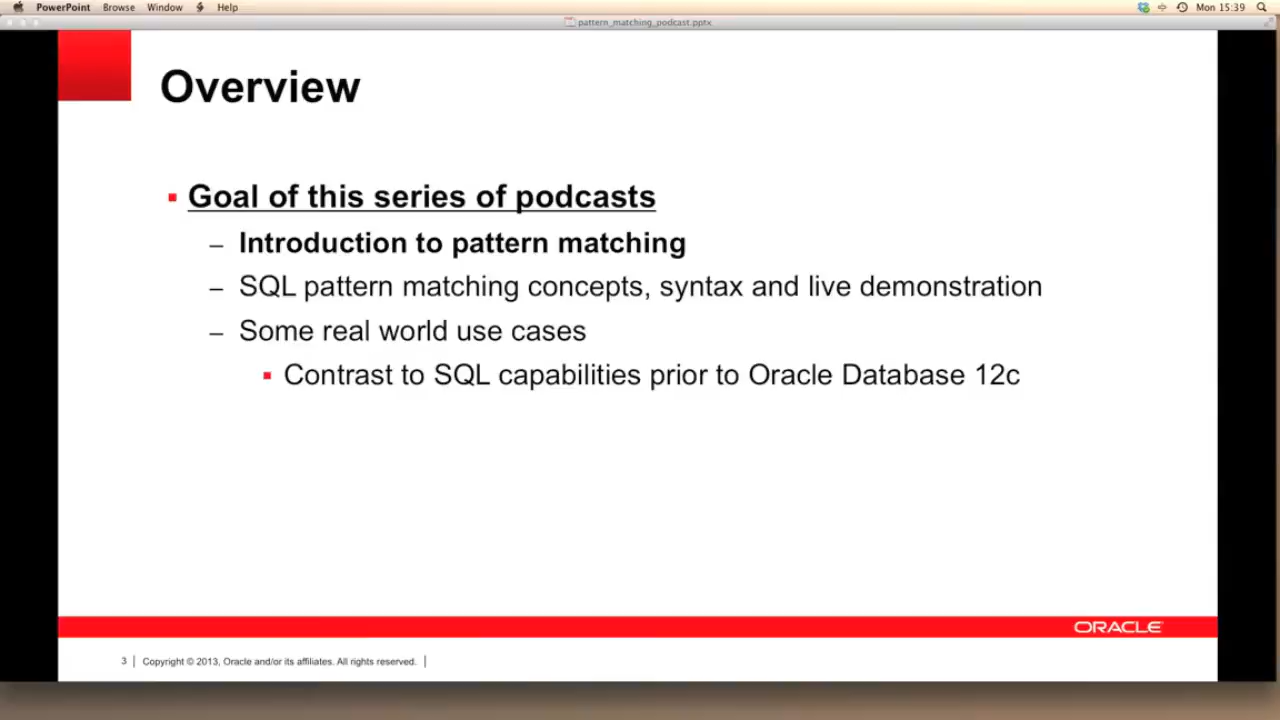 PowerPoint Browse Window Help Mon 15:39
pattern_matching_podcast.pptx
Overview
Goal of this series of podcasts
– Introduction to pattern matching
– SQL pattern matching concepts, syntax and live demonstration
– Some real world use cases
Contrast to SQL capabilities prior to Oracle Database 12c
ORACLE
3 | Copyright © 2013, Oracle and/or its affiliates. All rights reserved. |